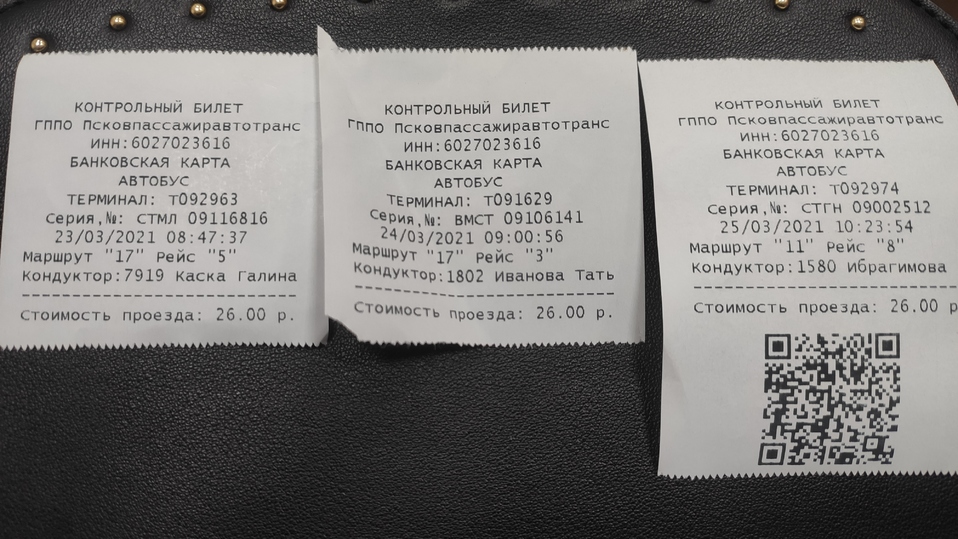 КОНТРОЛЬНЫЙ БИЛЕТ
ГППО Псковпассажиравтотранс
ИНН:6027023616
БАНКОВСКАЯ КАРТА
АВТОБУС
ТЕРМИНАЛ: Т092963
Серия,№: СТМЛ 09116816
23/03/2021 08:47:37
Маршрут "17" Рейс "5"
Кондуктор:7919 Каска Галина
Стоимость проезда: 26.00 р.
КОНТРОЛЬНЫЙ БИЛЕТ
ГППО Псковпассажиравтотранс
ИНН:6027023616
БАНКОВСКАЯ КАРТА
АВТОБУС
ТЕРМИНАЛ: Т091629
Серия,№: ВМСТ 09106141
24/03/2021 09:00:56
Маршрут "17" Рейс "3"
Кондуктор:1802 Иванова Тать
Стоимость проезда: 26.00 р.
КОНТРОЛЬНЫЙ БИЛЕТ
ГППО Псковпассажиравтотранс
ИНН:6027023616
БАНКОВСКАЯ КАРТА
АВТОБУС
ТЕРМИНАЛ: Т092974
Серия,№: СТГН 09002512
25/03/2021 10:23:54
Маршрут "11" Рейс "8"
Кондуктор:1580 Ибрагимова
Стоимость проезда: 26.00 р